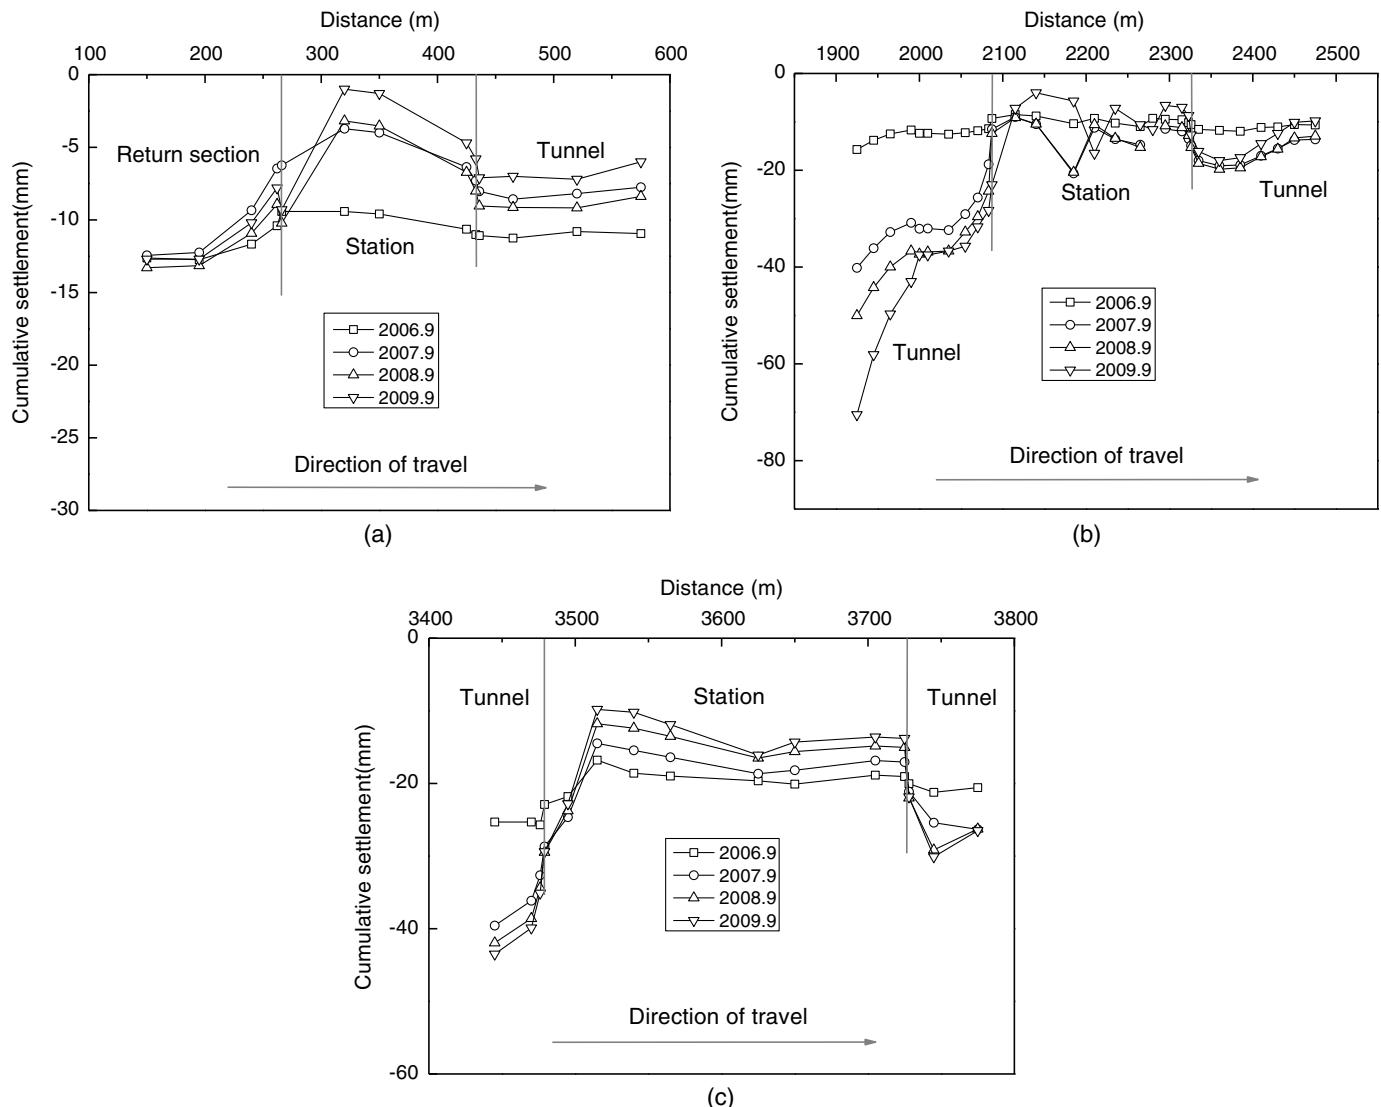 Distance (m)
100 200 300 400 500 600
0
-5
-10
-15
-20
-25
-30
Cumulative settlement(mm)
Return section
Station
Tunnel
2006.9
2007.9
2008.9
2009.9
Direction of travel
(a)
Distance (m)
1900 2000 2100 2200 2300 2400 2500
0
-20
-40
-60
-80
Cumulative settlement(mm)
Tunnel
Station
Tunnel
2006.9
2007.9
2008.9
2009.9
Direction of travel
(b)
Distance (m)
3400 3500 3600 3700 3800
0
-20
-40
-60
Cumulative settlement(mm)
Tunnel
Station
Tunnel
2006.9
2007.9
2008.9
2009.9
Direction of travel
(c)